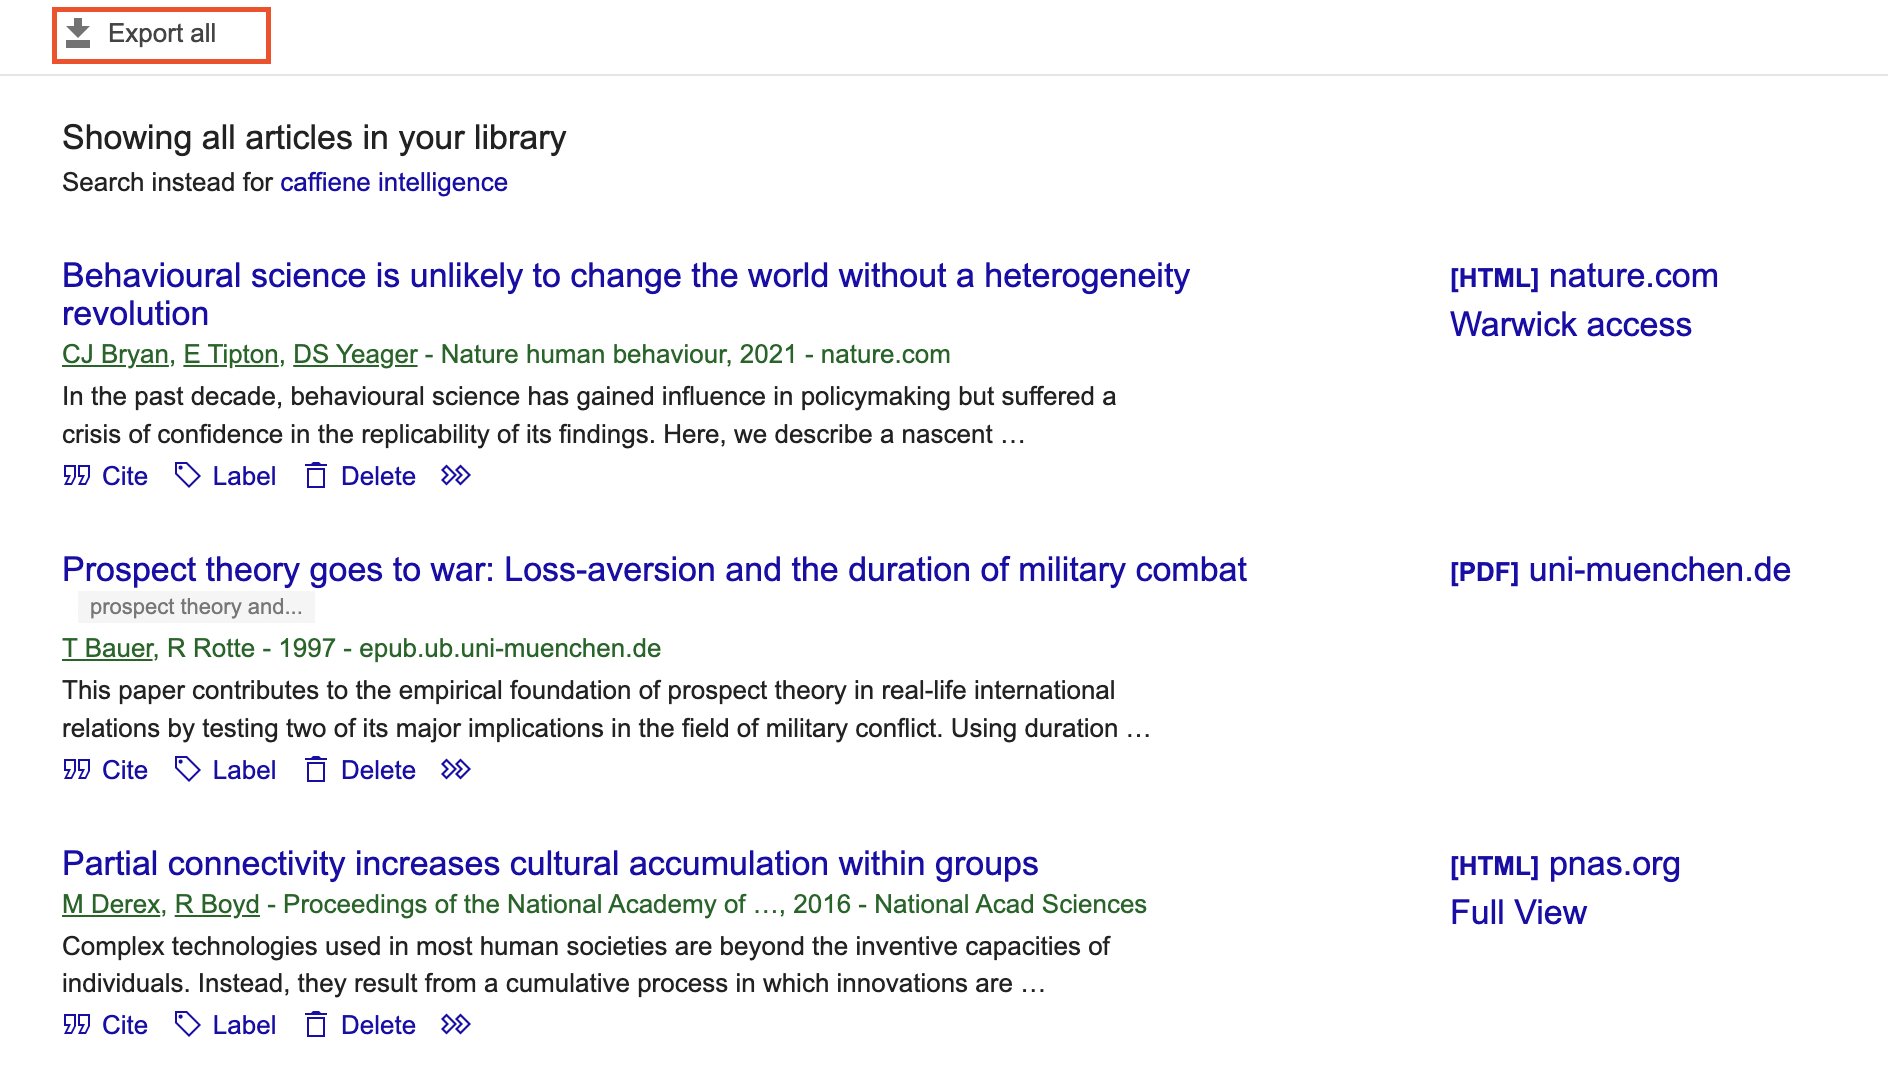 Export all
Showing all articles in your library
Search instead for caffiene intelligence
Behavioural science is unlikely to change the world without a heterogeneity
revolution
[HTML] nature.com
Warwick access
CJ Bryan, E Tipton, DS Yeager - Nature human behaviour, 2021 - nature.com
In the past decade, behavioural science has gained influence in policymaking but suffered a
crisis of confidence in the replicability of its findings. Here, we describe a nascent …
Cite Label Delete
Prospect theory goes to war: Loss-aversion and the duration of military combat
[PDF] uni-muenchen.de
prospect theory and...
T Bauer, R Rotte - 1997 - epub.ub.uni-muenchen.de
This paper contributes to the empirical foundation of prospect theory in real-life international
relations by testing two of its major implications in the field of military conflict. Using duration …
Cite Label Delete
Partial connectivity increases cultural accumulation within groups
[HTML] pnas.org
Full View
M Derex, R Boyd - Proceedings of the National Academy of …, 2016 - National Acad Sciences
Complex technologies used in most human societies are beyond the inventive capacities of
individuals. Instead, they result from a cumulative process in which innovations are …
Cite Label Delete